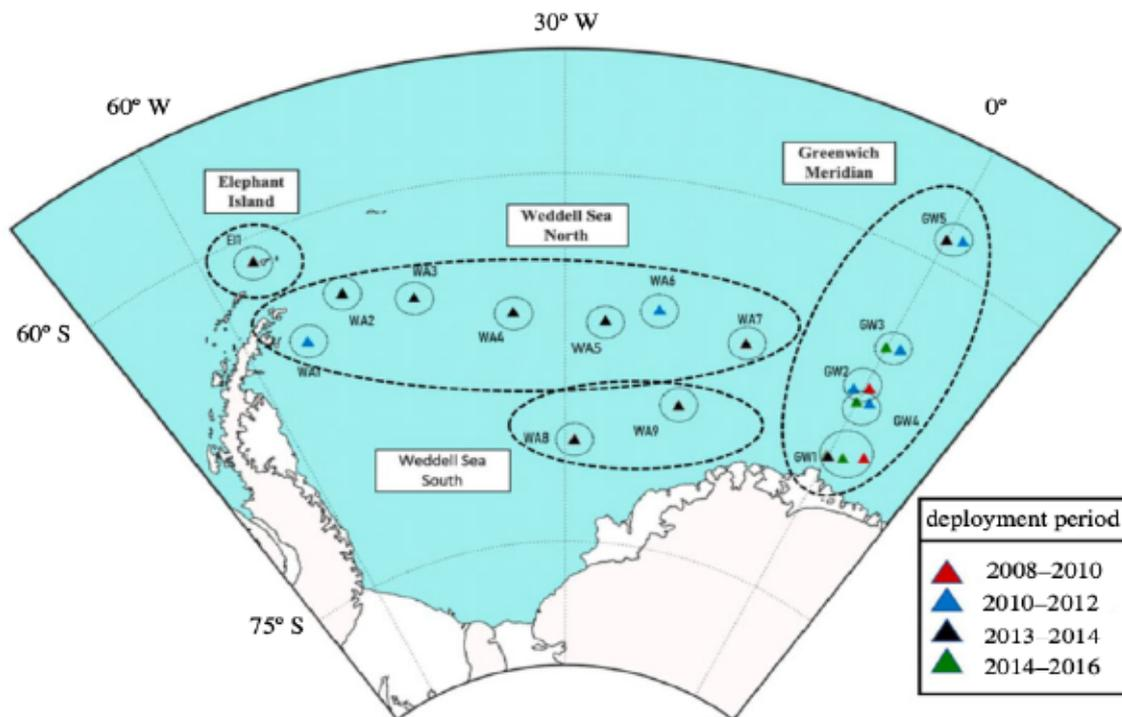 30° W
60° W
0°
Greenwich
Meridian
Elephant
Island
Weddell Sea
North
GW5
EI1
WA3
WA6
WA2
WA4
WA5
WA7
GW3
60° S
WA1
GW2
GW4
WA8
WA9
GW1
Weddell Sea
South
deployment period
2008–2010
2010–2012
2013–2014
2014–2016
75° S